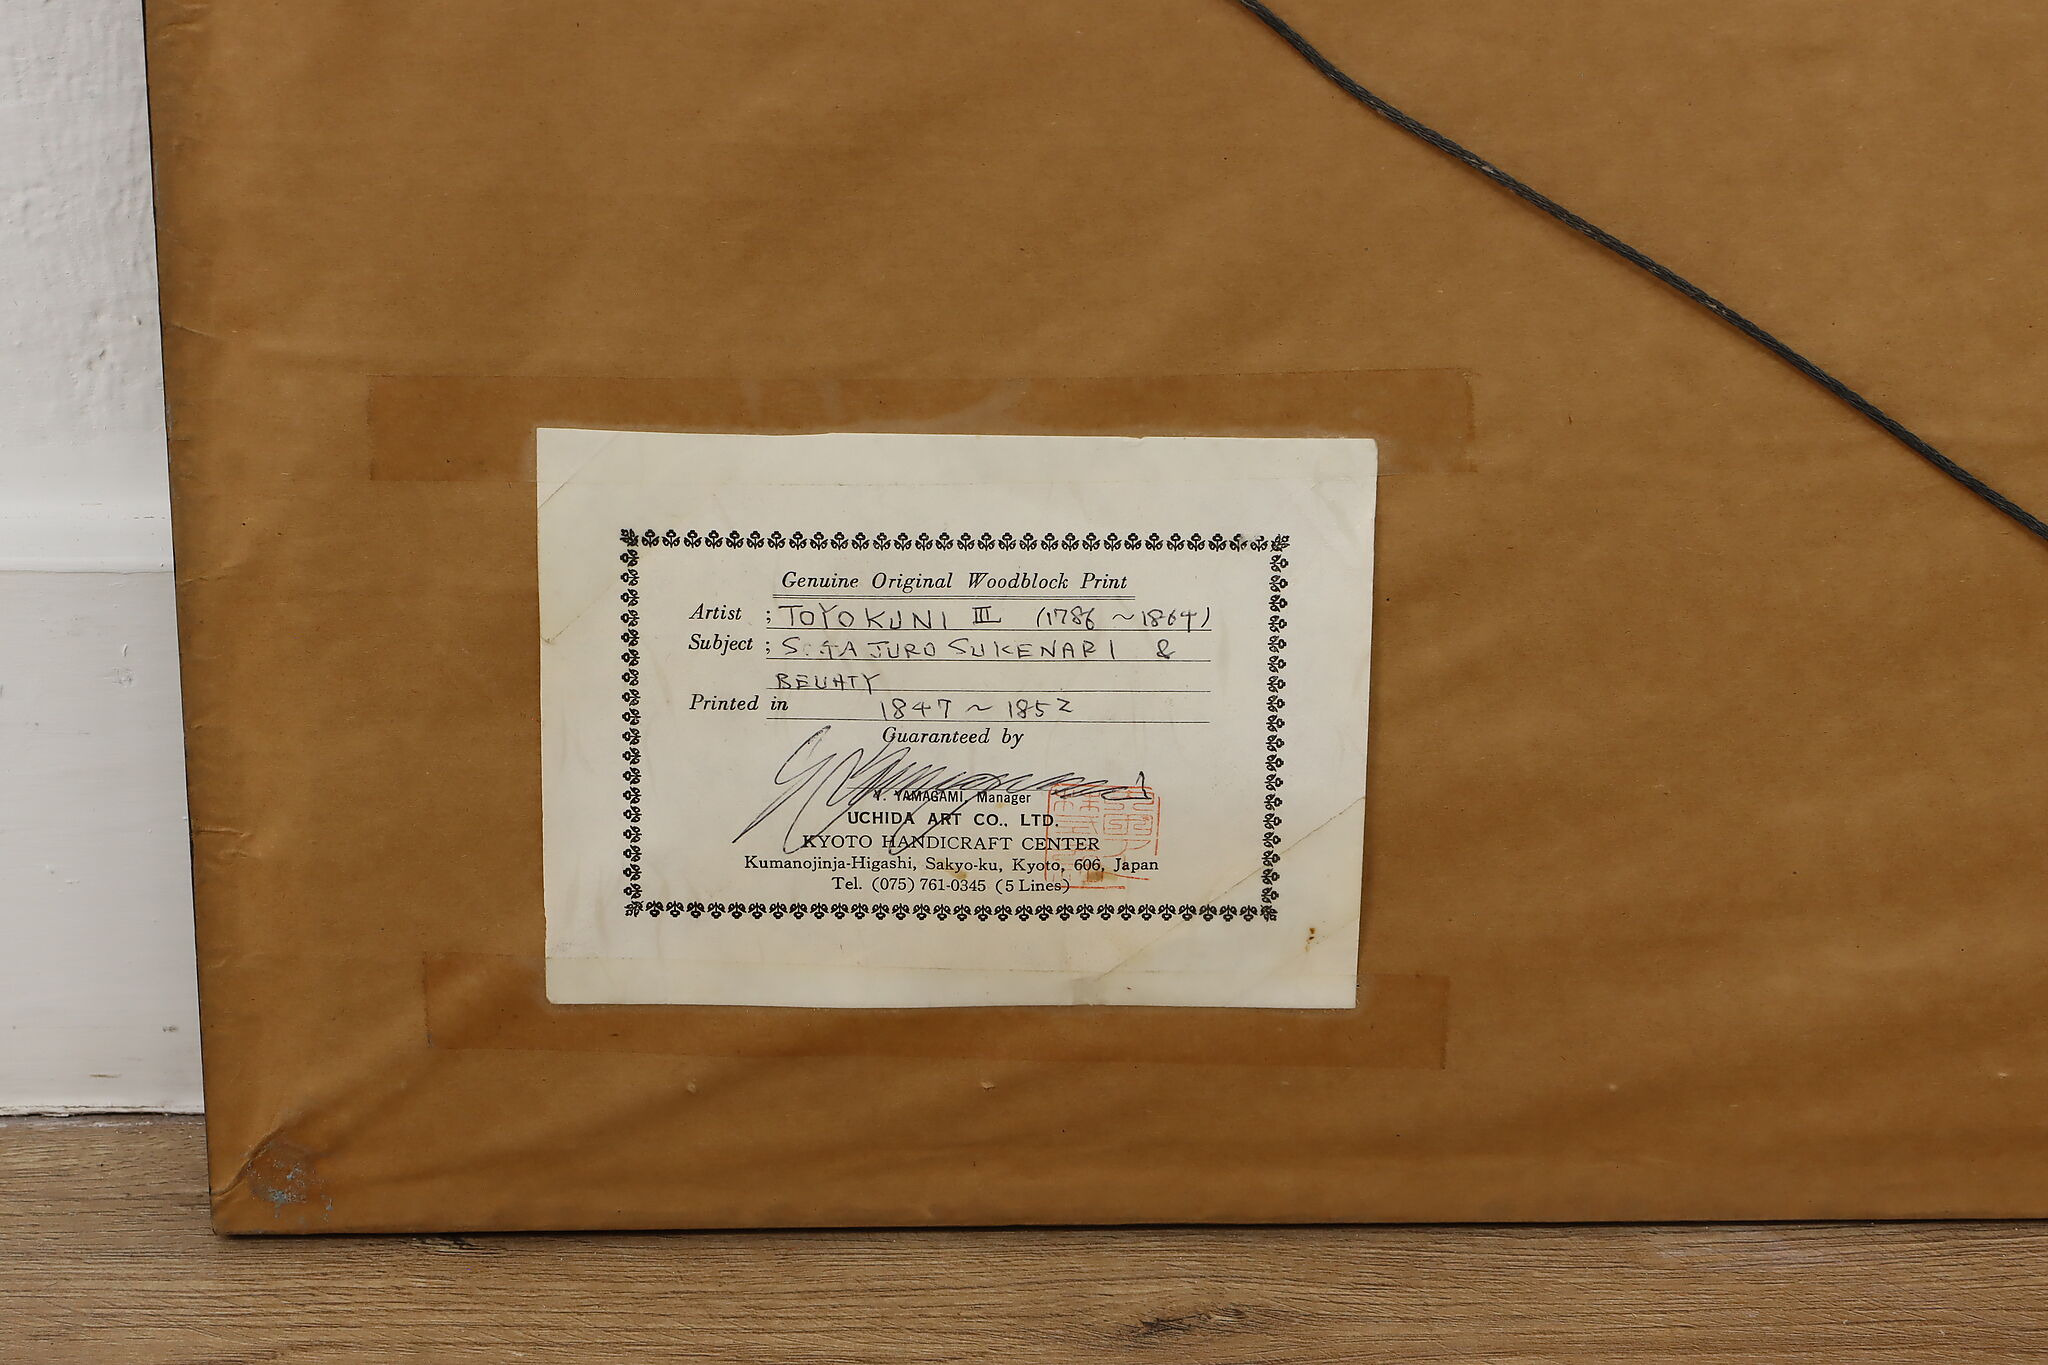 Genuine Original Woodblock Print
Artist ; TOYOKUNI III (1786 ~ 1864)
Subject ; SOGA JURO SUKENARI &
BEUATY
Printed in 1847 ~ 1852
Guaranteed by
Y. YAMAGAMI, Manager
UCHIDA ART CO., LTD.
KYOTO HANDICRAFT CENTER
Kumanojinja-Higashi, Sakyo-ku, Kyoto, 606, Japan
Tel. (075) 761-0345 (5 Lines)